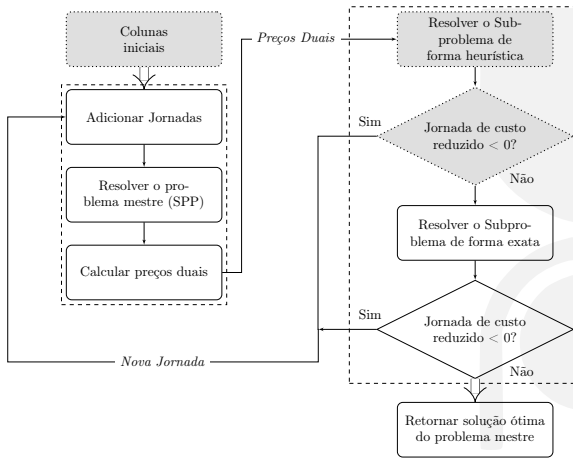 Colunas
iniciais
Adicionar Jornadas
Resolver o pro-
blema mestre (SPP)
Calcular preços duais
Preços Duais
Resolver o Sub-
problema de
forma heurística
Sim
Jornada de custo
reduzido < 0?
Não
Resolver o Subpro-
blema de forma exata
Sim
Jornada de custo
reduzido < 0?
Não
Nova Jornada
Retornar solução ótima
do problema mestre